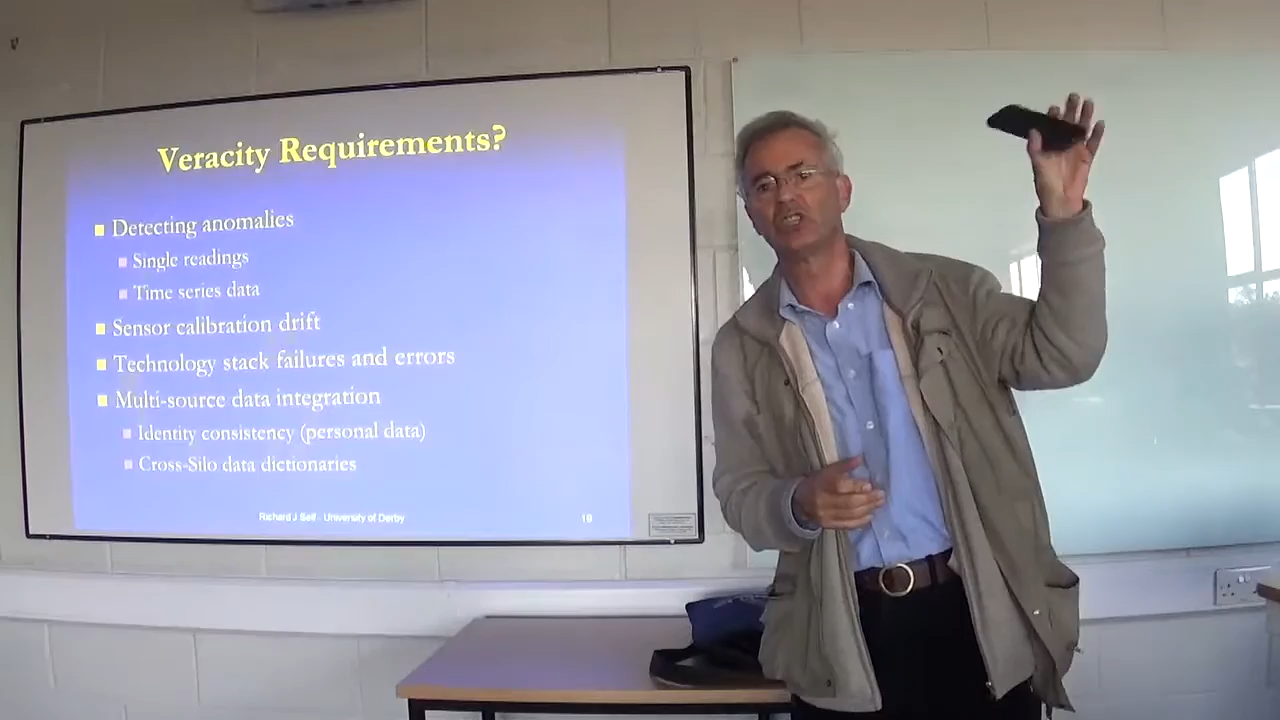 Veracity Requirements?
Detecting anomalies
Single readings
Time series data
Sensor calibration drift
Technology stack failures and errors
Multi-source data integration
Identity consistency (personal data)
Cross-Silo data dictionaries
Richard J Self - University of Derby 19